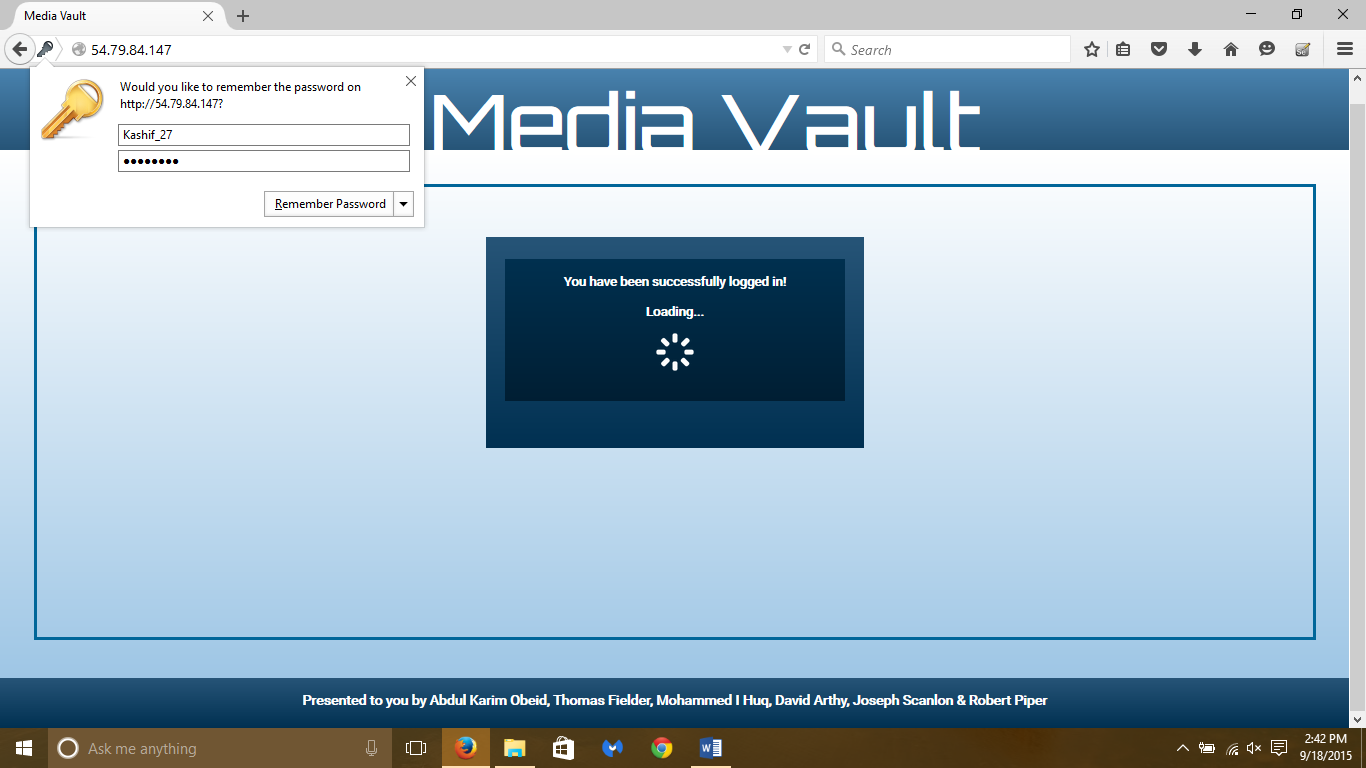 Media Vault
54.79.84.147
Search
Would you like to remember the password on
http://54.79.84.147?
Kashif_27
●●●●●●●●
Remember Password
Media Vault
You have been successfully logged in!
Loading...
Presented to you by Abdul Karim Obeid, Thomas Fielder, Mohammed I Huq, David Arthy, Joseph Scanlon & Robert Piper
Ask me anything
2:42 PM
9/18/2015